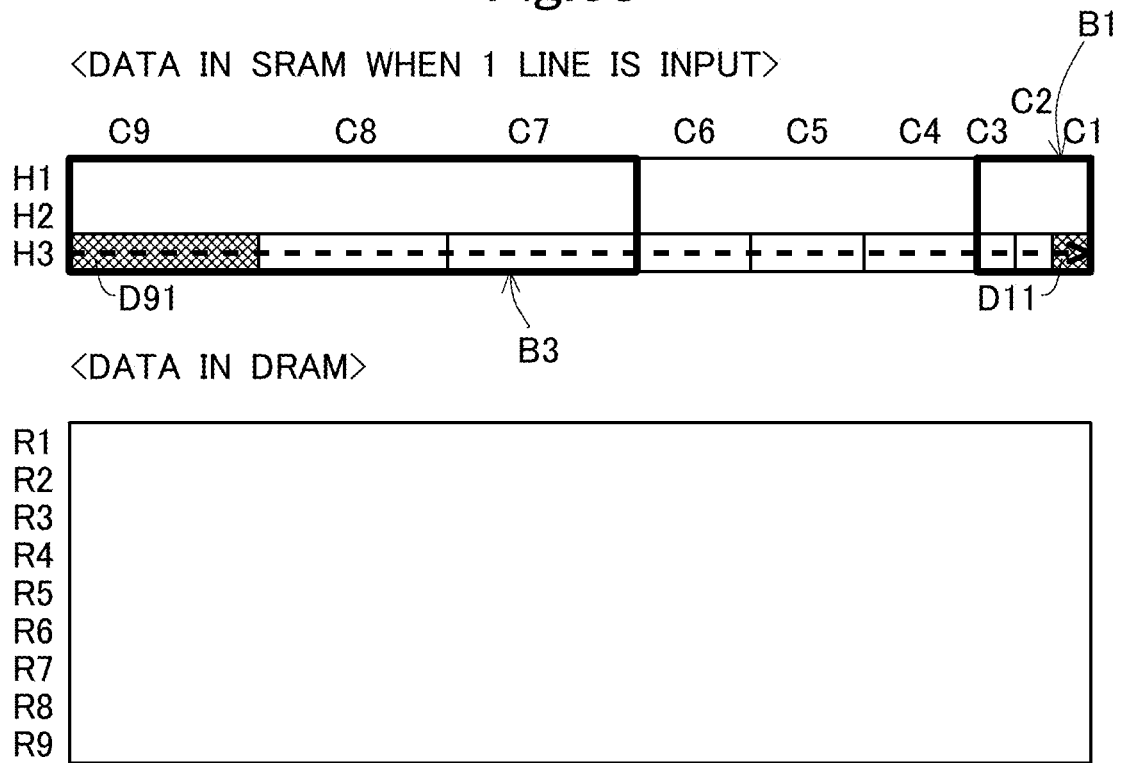 <DATA IN SRAM WHEN 1 LINE IS INPUT>
B1
C9 C8 C7 C6 C5 C4 C3 C2 C1
H1
H2
H3
D91 D11
B3
<DATA IN DRAM>
R1
R2
R3
R4
R5
R6
R7
R8
R9